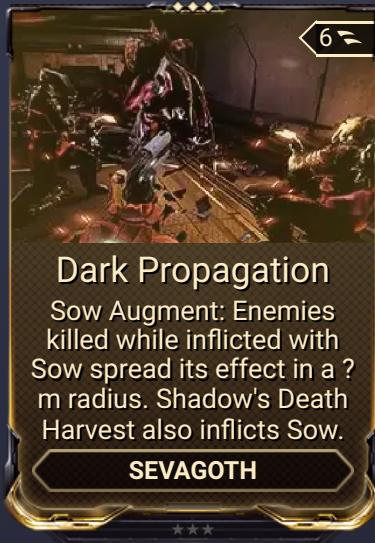 6
Dark Propagation
Sow Augment: Enemies
killed while inflicted with
Sow spread its effect in a ?
m radius. Shadow's Death
Harvest also inflicts Sow.
SEVAGOTH